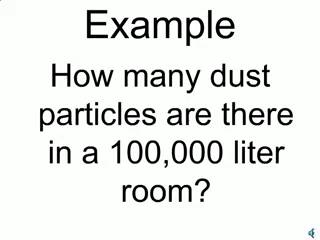 Example
How many dust
particles are there
in a 100,000 liter
room?